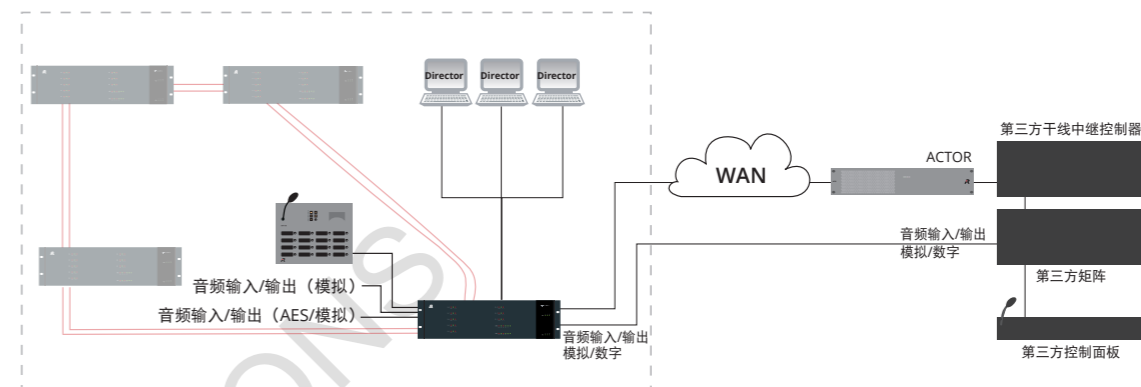 Director Director Director
第三方干线中继控制器
ACTOR
WAN
音频输入/输出
模拟/数字
第三方矩阵
音频输入/输出（模拟）
音频输入/输出（AES/模拟）
音频输入/输出
模拟/数字
第三方控制面板